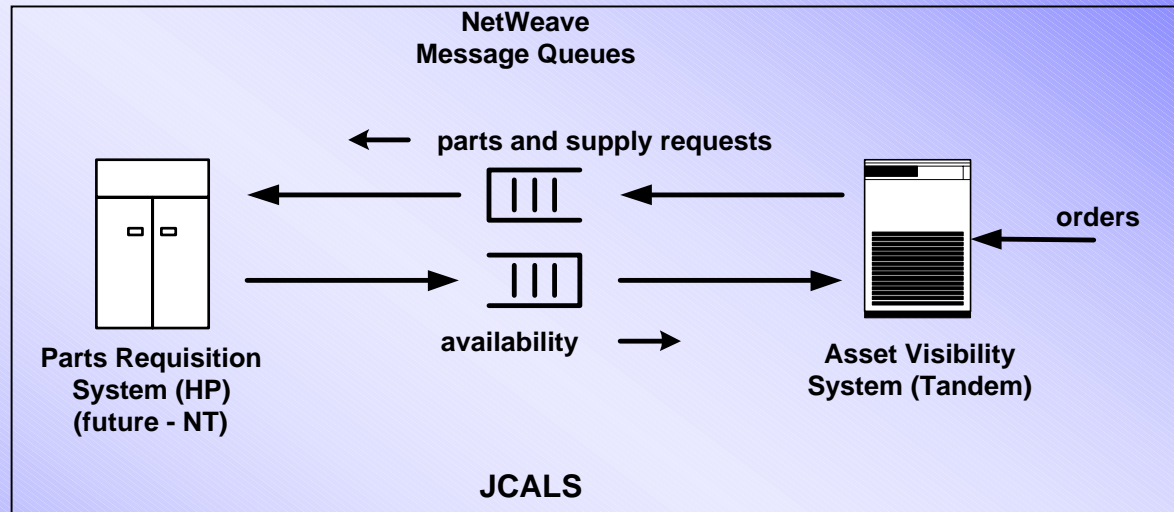 NetWeave
Message Queues
parts and supply requests
orders
availability
Parts Requisition
System (HP)
(future - NT)
Asset Visibility
System (Tandem)
JCALS